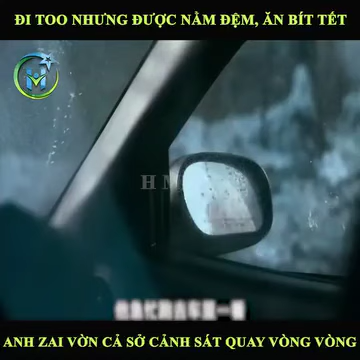 ĐI TOO NHƯNG ĐƯỢC NẰM ĐỆM, ĂN BÍT TẾT
H M
ANH ZAI VỜN CẢ SỞ CẢNH SÁT QUAY VÒNG VÒNG